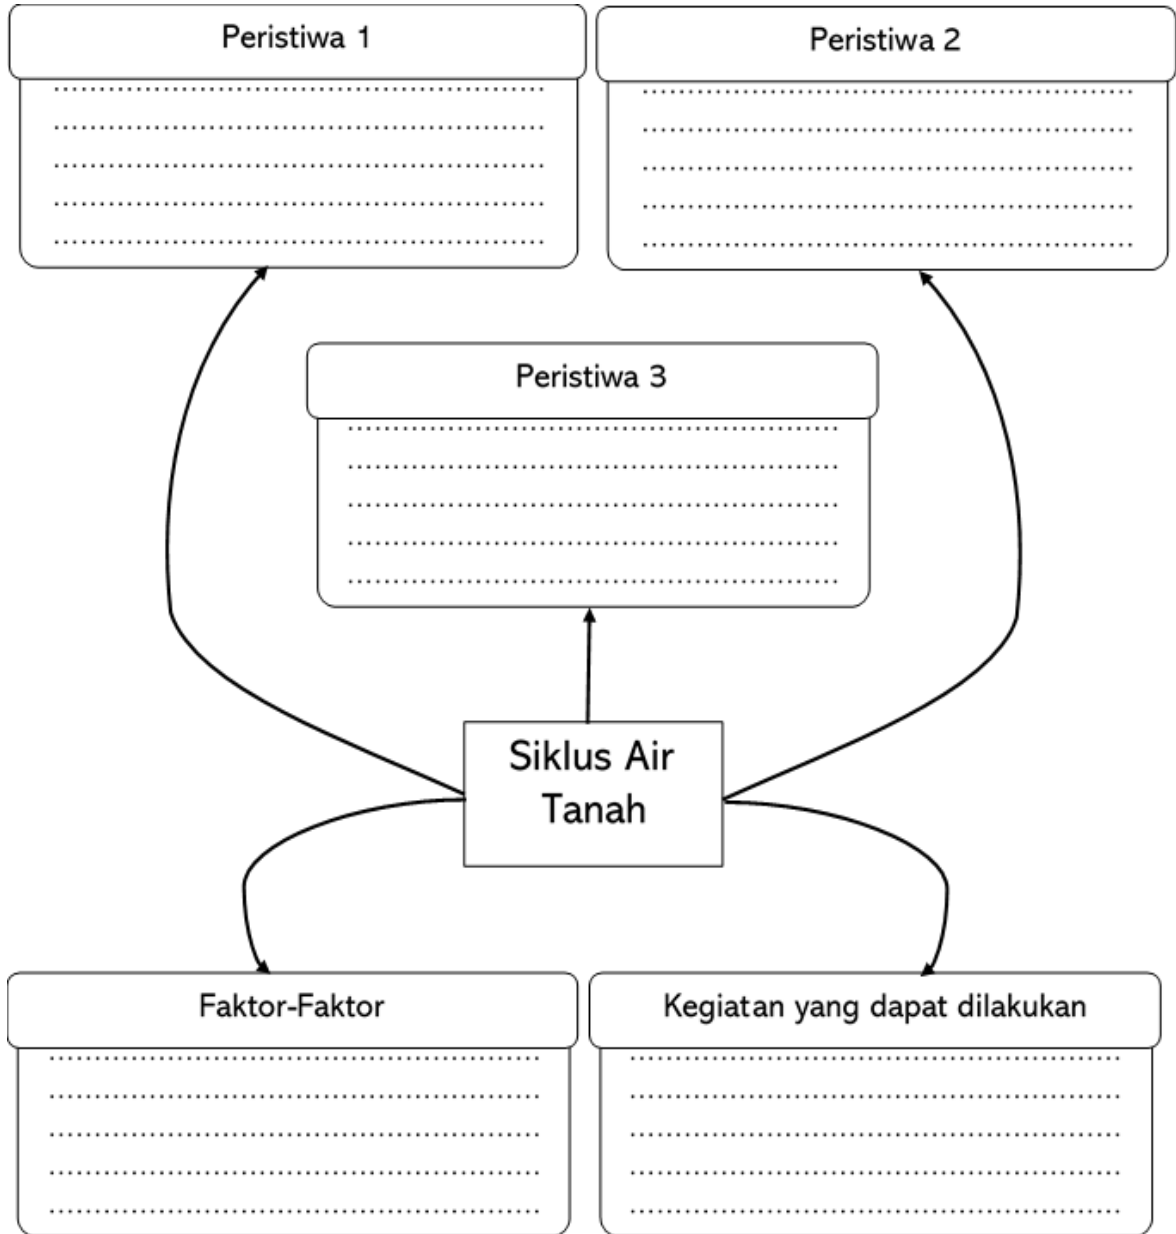 Peristiwa 1
Peristiwa 2
Peristiwa 3
Siklus Air
Tanah
Faktor-Faktor
Kegiatan yang dapat dilakukan